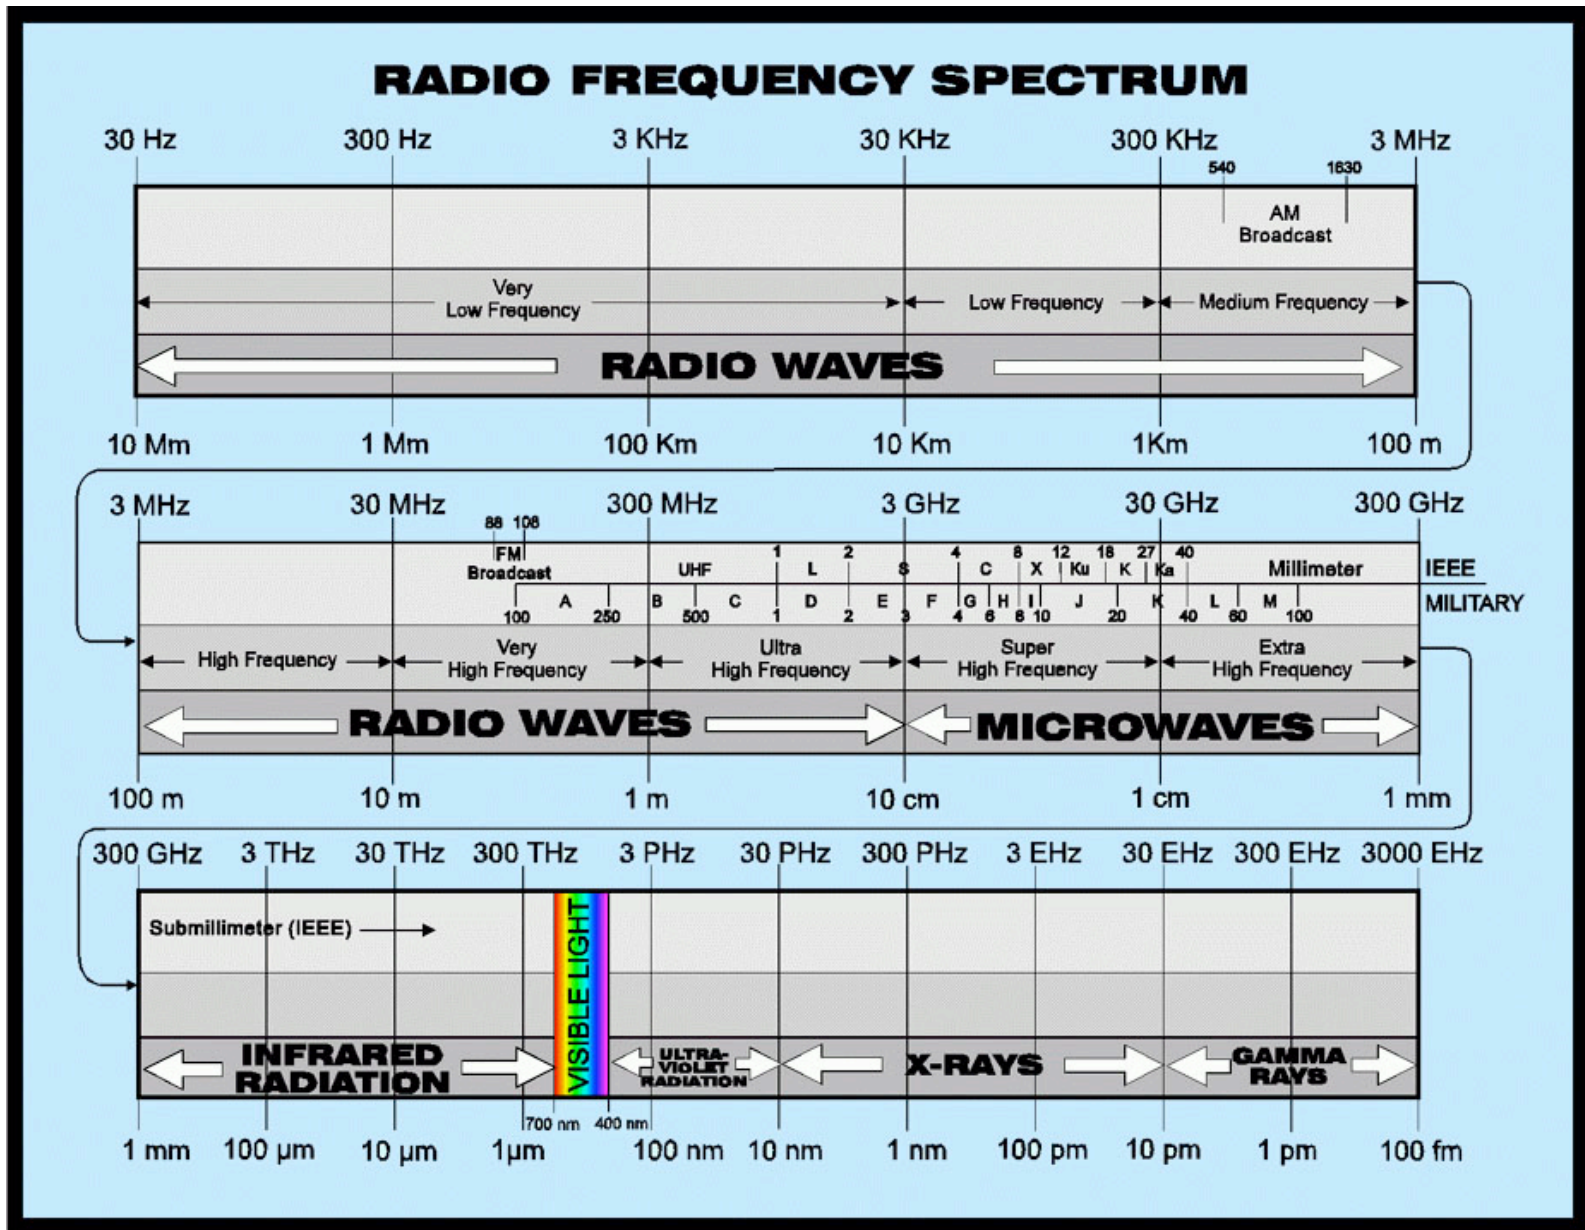 RADIO FREQUENCY SPECTRUM
30 Hz 300 Hz 3 KHz 30 KHz 300 KHz 3 MHz
540 1630
AM
Broadcast
Very
Low Frequency
Low Frequency
Medium Frequency
RADIO WAVES
10 Mm 1 Mm 100 Km 10 Km 1Km 100 m
3 MHz 30 MHz 300 MHz 3 GHz 30 GHz 300 GHz
88 108
FM
Broadcast
1 2 4 8 12 18 27 40
UHF L S C X Ku K Ka Millimeter IEEE
A B C D E F G H I J K L M MILITARY
100 250 500 1 2 3 4 6 8 10 20 40 60 100
High Frequency
Very
High Frequency
Ultra
High Frequency
Super
High Frequency
Extra
High Frequency
RADIO WAVES MICROWAVES
100 m 10 m 1 m 10 cm 1 cm 1 mm
300 GHz 3 THz 30 THz 300 THz 3 PHz 30 PHz 300 PHz 3 EHz 30 EHz 300 EHz 3000 EHz
Submillimeter (IEEE)
INFRARED
RADIATION
VISIBLE LIGHT
ULTRA-
VIOLET
RADIATION
X-RAYS
GAMMA
RAYS
700 nm 400 nm
1 mm 100 µm 10 µm 1µm 100 nm 10 nm 1 nm 100 pm 10 pm 1 pm 100 fm